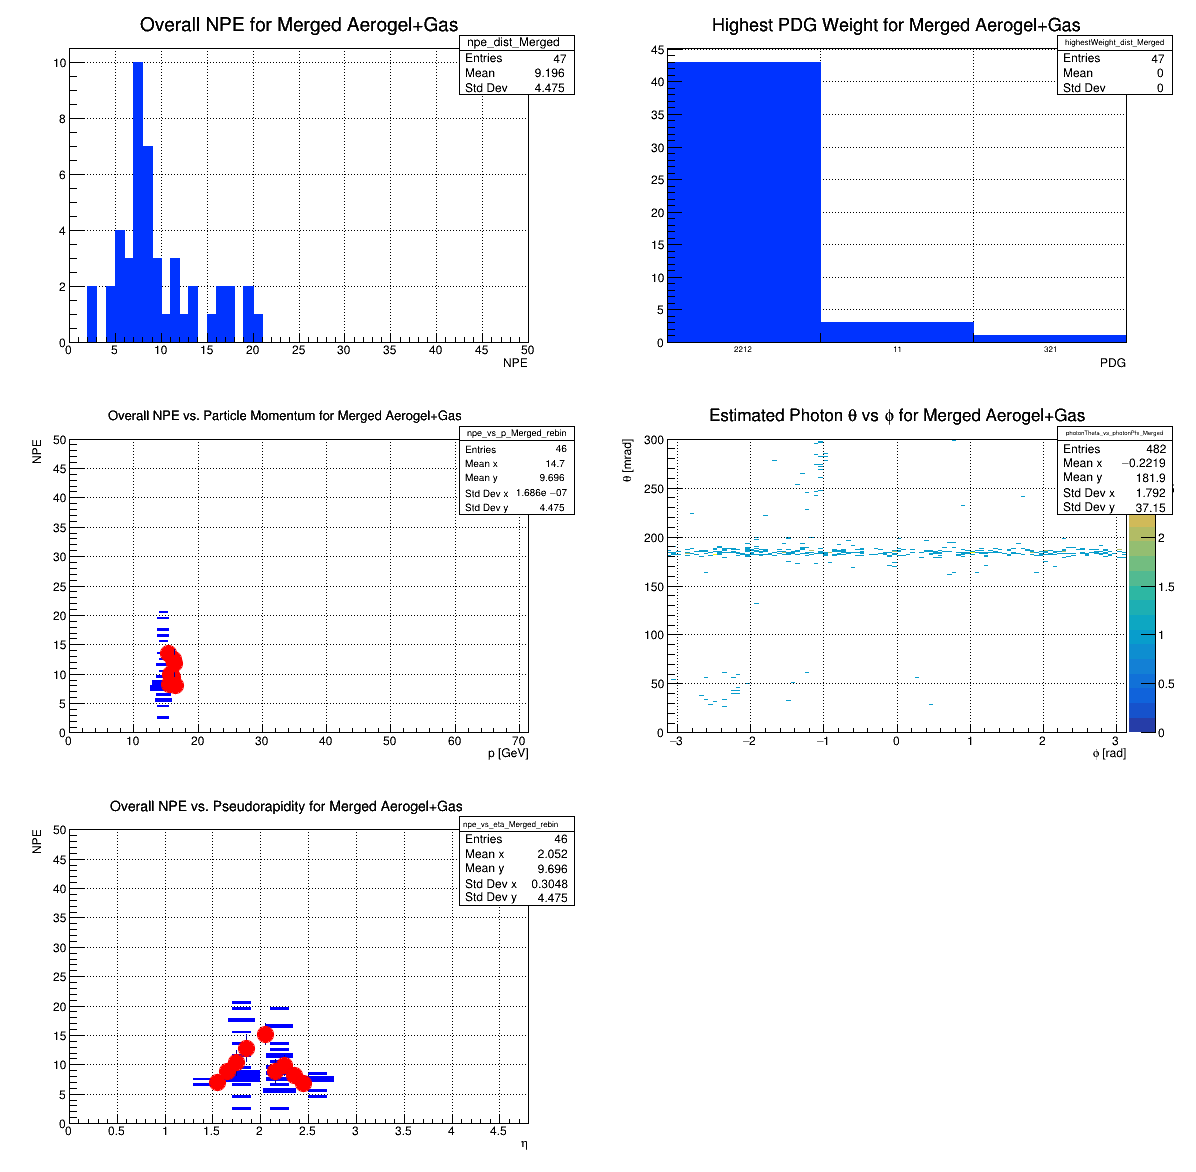 Overall NPE for Merged Aerogel+Gas
npe_dist_Merged
Entries 47
Mean 9.196
Std Dev 4.475
10
8
6
4
2
0
0 5 10 15 20 25 30 35 40 45 50
NPE
Highest PDG Weight for Merged Aerogel+Gas
highestWeight_dist_Merged
Entries 47
Mean 0
Std Dev 0
45
40
35
30
25
20
15
10
5
0
2212 11 321
PDG
Overall NPE vs. Particle Momentum for Merged Aerogel+Gas
npe_vs_p_Merged_rebin
Entries 46
Mean x 14.7
Mean y 9.696
Std Dev x 1.686e −07
Std Dev y 4.475
NPE
50
45
40
35
30
25
20
15
10
5
0
0 10 20 30 40 50 60 70
p [GeV]
Estimated Photon θ vs ϕ for Merged Aerogel+Gas
photonTheta_vs_photonPhi_Merged
Entries 482
Mean x −0.2219
Mean y 181.9
Std Dev x 1.792
Std Dev y 37.15
θ [mrad]
300
250
200
150
100
50
0
−3 −2 −1 0 1 2 3
ϕ [rad]
2
1
0.5
0
Overall NPE vs. Pseudorapidity for Merged Aerogel+Gas
npe_vs_eta_Merged_rebin
Entries 46
Mean x 2.052
Mean y 9.696
Std Dev x 0.3048
Std Dev y 4.475
NPE
50
45
40
35
30
25
20
15
10
5
0
0 0.5 1 1.5 2 2.5 3 3.5 4 4.5
η